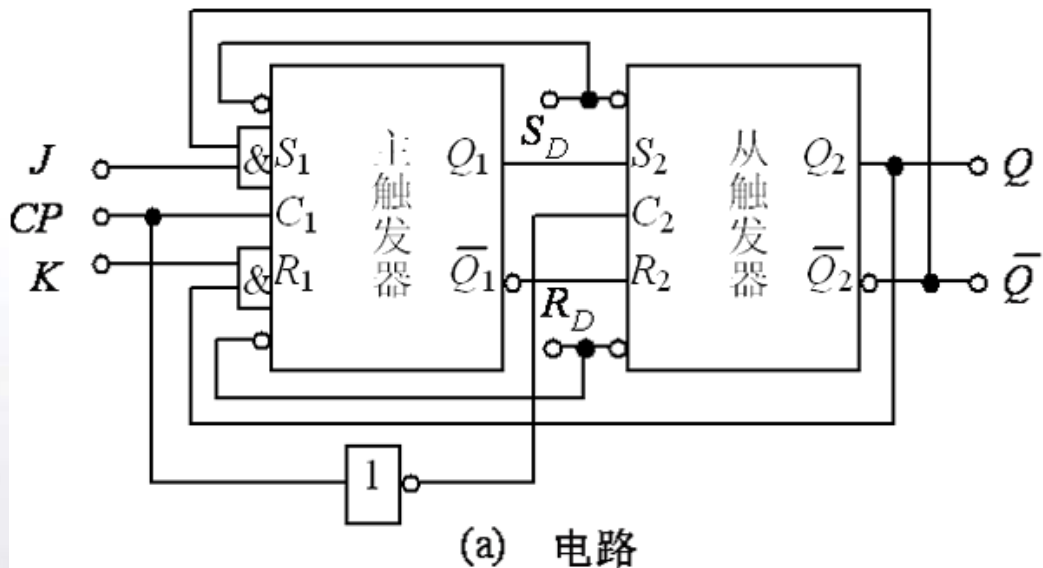 J
CP
K
& S₁
C₁
& R₁
主触发器
Q₁
Q̅₁
S_D
R_D
S₂
C₂
R₂
从触发器
Q₂
Q̅₂
Q
Q̅
1
(a) 电路